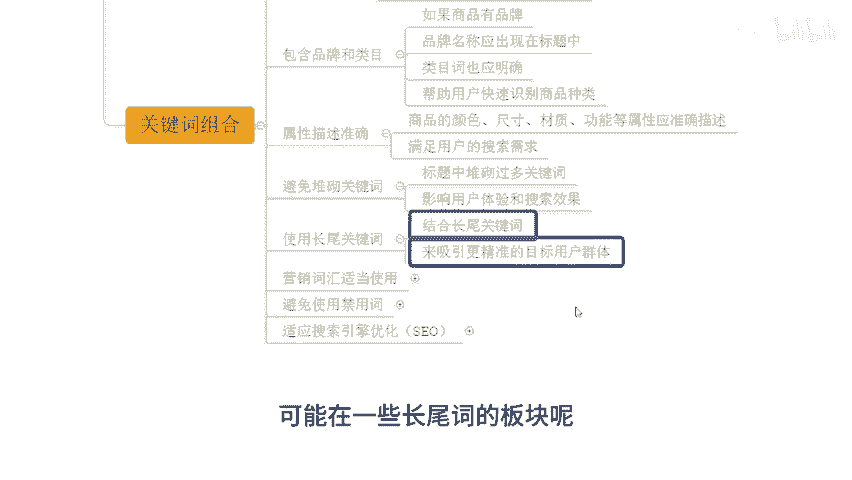 如果商品有品牌
包含品牌和类目
品牌名称应出现在标题中
类目词也应明确
帮助用户快速识别商品种类
关键词组合
属性描述准确
商品的颜色、尺寸、材质、功能等属性应准确描述
满足用户的搜索需求
避免堆砌关键词
标题中堆砌过多关键词
影响用户体验和搜索效果
使用长尾关键词
结合长尾关键词
来吸引更精准的目标用户群体
营销词汇适当使用
避免使用禁用词
适应搜索引擎优化（SEO）
可能在一些长尾词的板块呢
bilibili